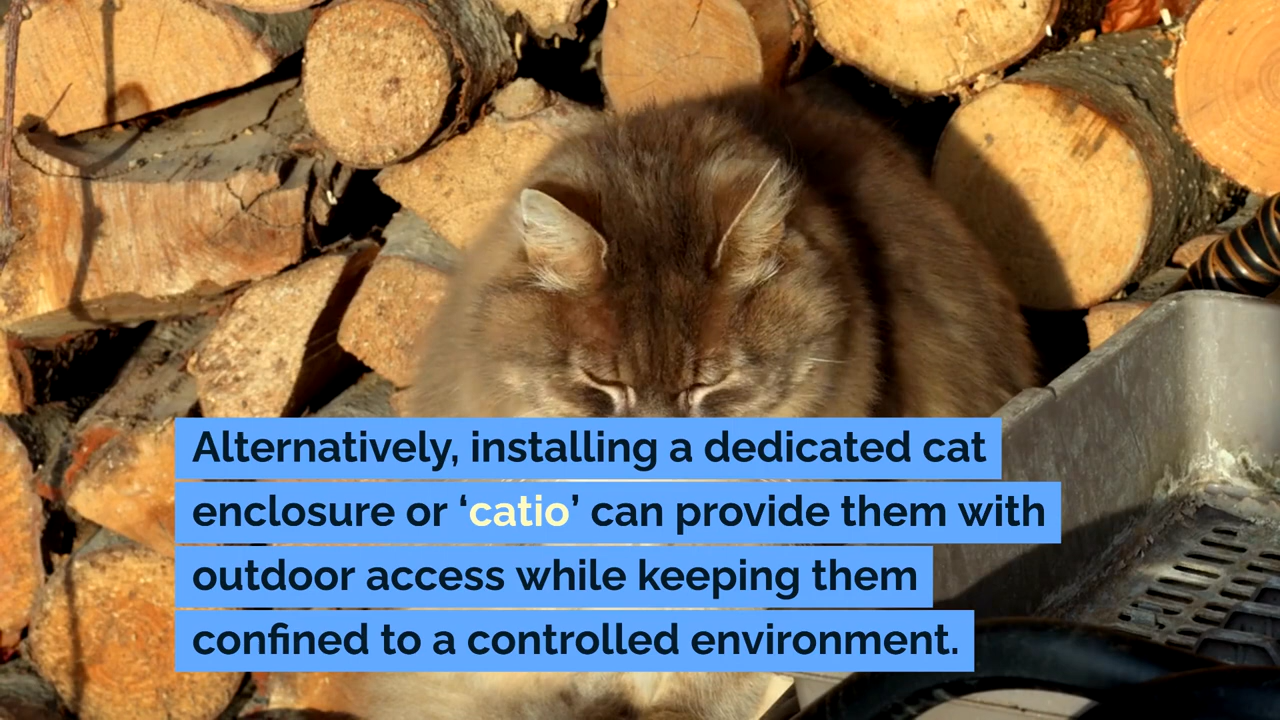 Alternatively, installing a dedicated cat
enclosure or ‘catio’ can provide them with
outdoor access while keeping them
confined to a controlled environment.